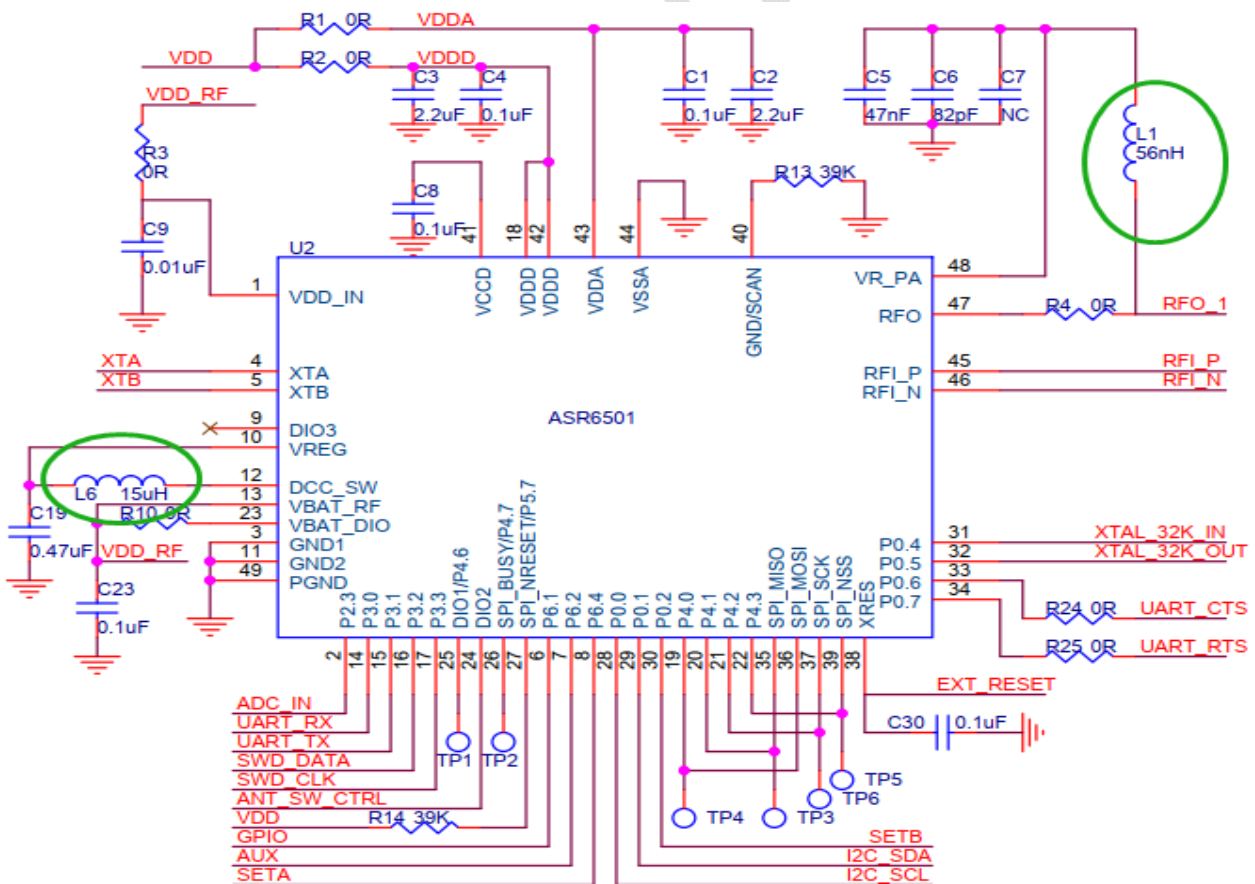 R1 0R VDDA
VDD R2 0R VDDD
C3 2.2uF
C4 0.1uF
C1 0.1uF
C2 2.2uF
C5 47nF
C6 82pF
C7 NC
L1 56nH
VDD_RF
R3 0R
C8 0.1uF
R13 39K
C9 0.01uF
U2
41 18 42 43 44 40
VCCD VDDD VDDD VDDA VSSA GND/SCAN
1 VDD_IN
VR_PA 48
RFO 47 R4 0R RFO_1
XTA 4 XTA
XTB 5 XTB
RFI_P 45 RFI_P
RFI_N 46 RFI_N
ASR6501
9 DIO3
10 VREG
L6 15uH 12 DCC_SW
13 VBAT_RF
C19 0.47uF
R10 0R 23 VBAT_DIO
3 GND1
VDD_RF 11 GND2
49 PGND
C23 0.1uF
P0.4 31 XTAL_32K_IN
P0.5 32 XTAL_32K_OUT
P0.6 33
P0.7 34
R24 0R UART_CTS
R25 0R UART_RTS
P2.3 P3.0 P3.1 P3.2 P3.3 DIO1/P4.6 DIO2 SPI_BUSY/P4.7 SPI_NRESET/P5.7 P6.1 P6.2 P6.4 P0.0 P0.1 P0.2 P4.0 P4.1 P4.2 P4.3 SPI_MISO SPI_MOSI SPI_SCK SPI_NSS XRES
2 14 15 16 17 25 24 26 27 6 7 8 28 29 30 19 20 21 22 35 36 37 39 38
EXT_RESET
C30 0.1uF
ADC_IN
UART_RX
UART_TX
SWD_DATA
SWD_CLK
ANT_SW_CTRL
VDD R14 39K
GPIO
AUX
SETA
TP1 TP2
TP5
TP6
TP4 TP3
SETB
I2C_SDA
I2C_SCL